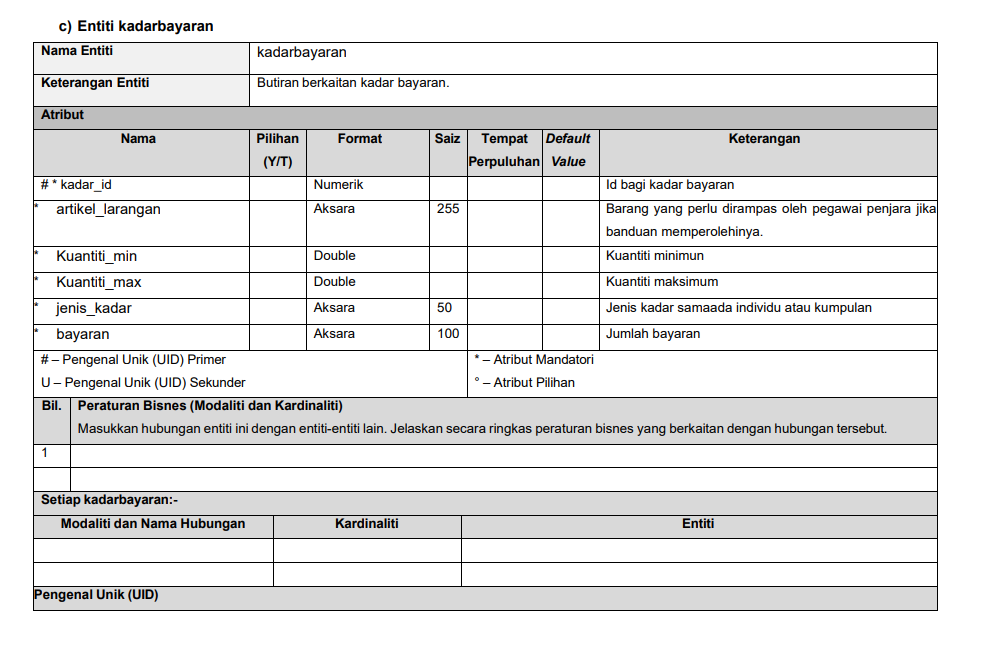 c) Entiti kadarbayaran
Nama Entiti kadarbayaran
Keterangan Entiti Butiran berkaitan kadar bayaran.
Atribut
Nama Pilihan Format Saiz Tempat Default Keterangan
(Y/T) Perpuluhan Value
# * kadar_id Numerik Id bagi kadar bayaran
* artikel_larangan Aksara 255 Barang yang perlu dirampas oleh pegawai penjara jika
banduan memperolehinya.
* Kuantiti_min Double Kuantiti minimun
* Kuantiti_max Double Kuantiti maksimum
* jenis_kadar Aksara 50 Jenis kadar samaada individu atau kumpulan
* bayaran Aksara 100 Jumlah bayaran
# – Pengenal Unik (UID) Primer * – Atribut Mandatori
U – Pengenal Unik (UID) Sekunder ° – Atribut Pilihan
Bil. Peraturan Bisnes (Modaliti dan Kardinaliti)
Masukkan hubungan entiti ini dengan entiti-entiti lain. Jelaskan secara ringkas peraturan bisnes yang berkaitan dengan hubungan tersebut.
1
Setiap kadarbayaran:-
Modaliti dan Nama Hubungan Kardinaliti Entiti
Pengenal Unik (UID)